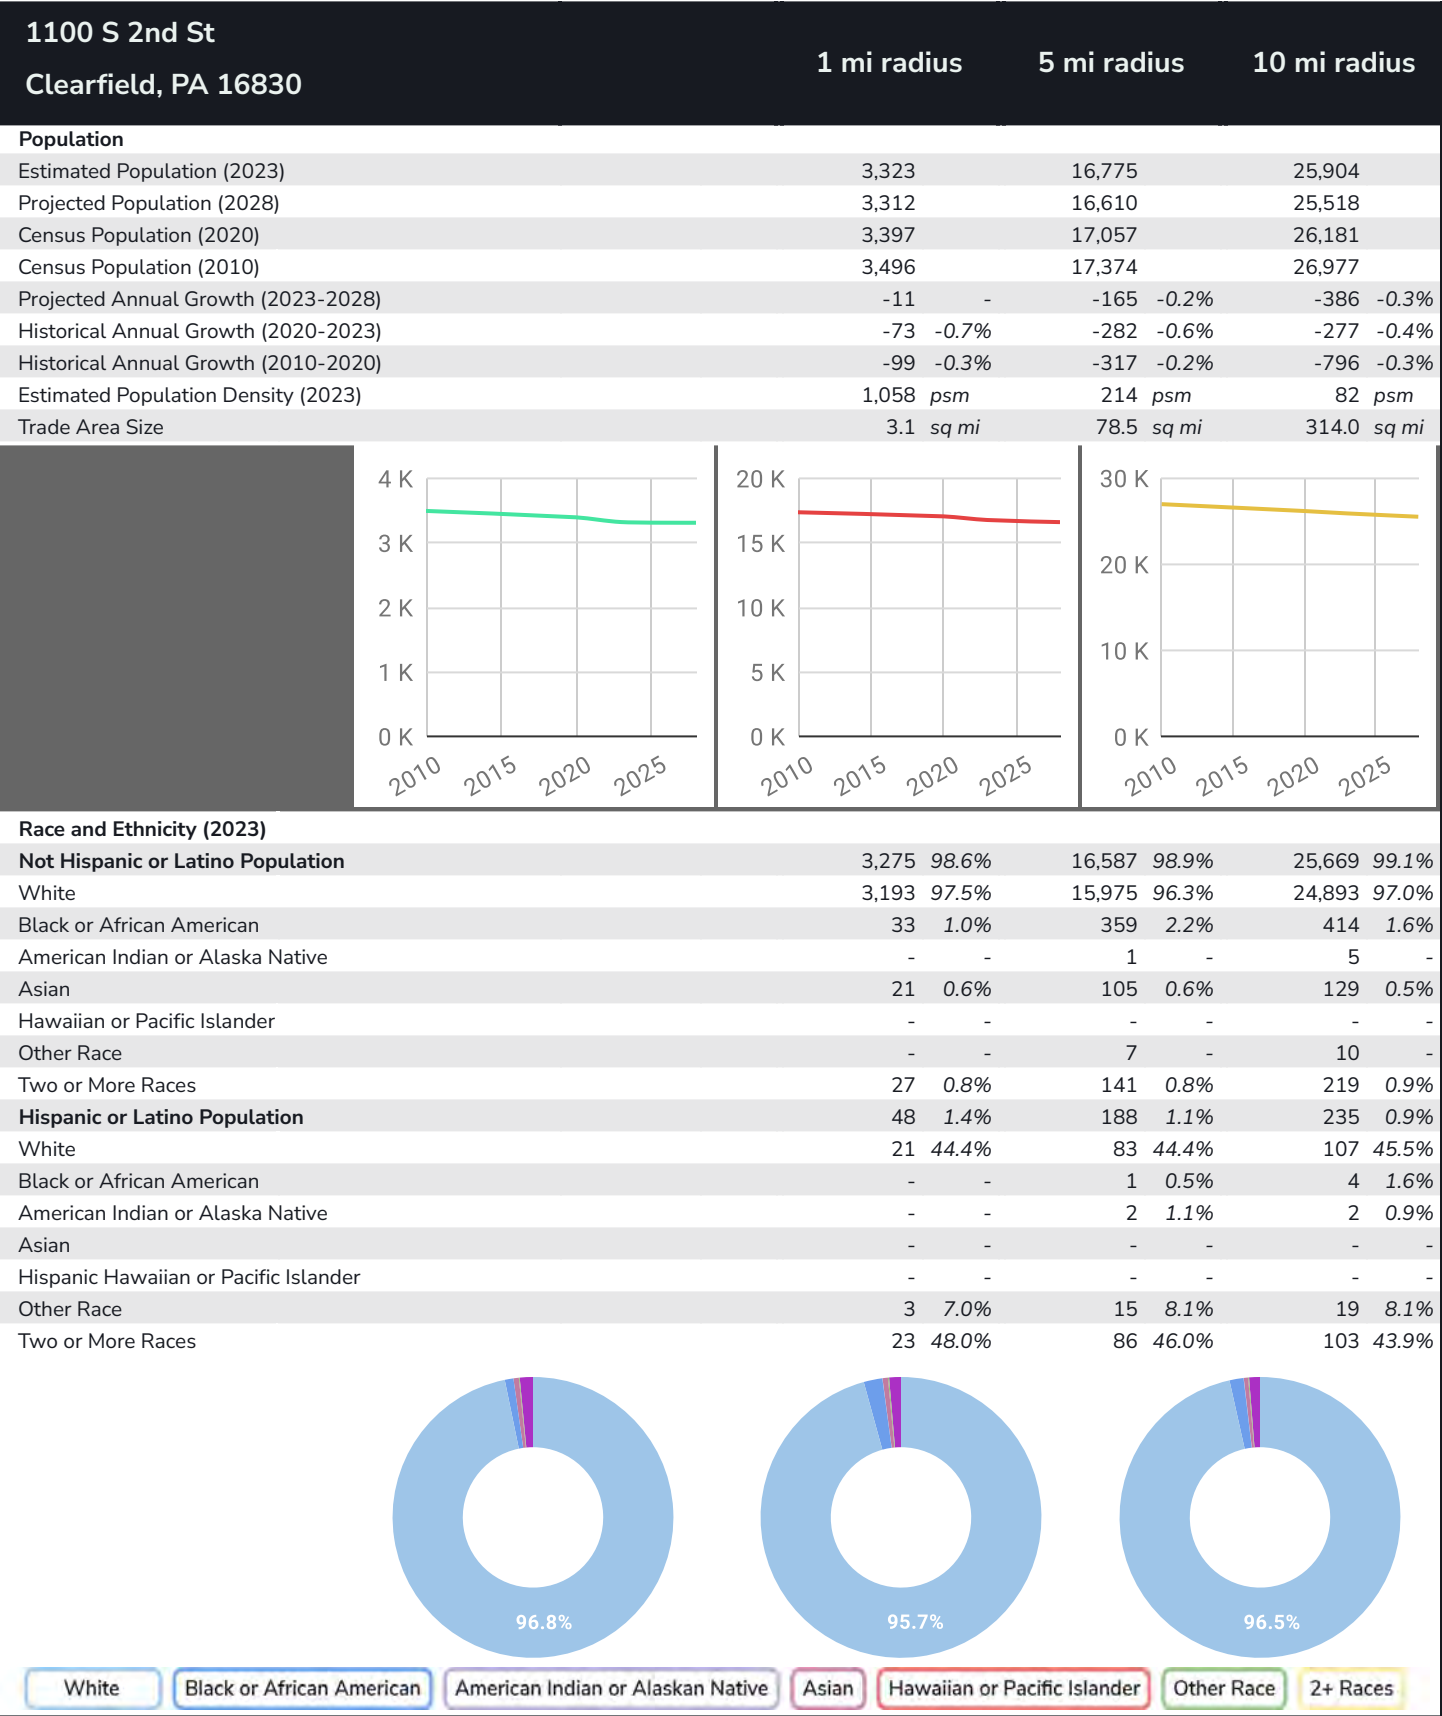 1100 S 2nd St
Clearfield, PA 16830
1 mi radius 5 mi radius 10 mi radius
Population
Estimated Population (2023) 3,323 16,775 25,904
Projected Population (2028) 3,312 16,610 25,518
Census Population (2020) 3,397 17,057 26,181
Census Population (2010) 3,496 17,374 26,977
Projected Annual Growth (2023-2028) -11 - -165 -0.2% -386 -0.3%
Historical Annual Growth (2020-2023) -73 -0.7% -282 -0.6% -277 -0.4%
Historical Annual Growth (2010-2020) -99 -0.3% -317 -0.2% -796 -0.3%
Estimated Population Density (2023) 1,058 psm 214 psm 82 psm
Trade Area Size 3.1 sq mi 78.5 sq mi 314.0 sq mi
4 K
3 K
2 K
1 K
0 K
2010 2015 2020 2025
20 K
15 K
10 K
5 K
0 K
2010 2015 2020 2025
30 K
20 K
10 K
0 K
2010 2015 2020 2025
Race and Ethnicity (2023)
Not Hispanic or Latino Population 3,275 98.6% 16,587 98.9% 25,669 99.1%
White 3,193 97.5% 15,975 96.3% 24,893 97.0%
Black or African American 33 1.0% 359 2.2% 414 1.6%
American Indian or Alaska Native - - 1 - 5 -
Asian 21 0.6% 105 0.6% 129 0.5%
Hawaiian or Pacific Islander - - - - - -
Other Race - - 7 - 10 -
Two or More Races 27 0.8% 141 0.8% 219 0.9%
Hispanic or Latino Population 48 1.4% 188 1.1% 235 0.9%
White 21 44.4% 83 44.4% 107 45.5%
Black or African American - - 1 0.5% 4 1.6%
American Indian or Alaska Native - - 2 1.1% 2 0.9%
Asian - - - - - -
Hispanic Hawaiian or Pacific Islander - - - - - -
Other Race 3 7.0% 15 8.1% 19 8.1%
Two or More Races 23 48.0% 86 46.0% 103 43.9%
96.8% 95.7% 96.5%
White Black or African American American Indian or Alaskan Native Asian Hawaiian or Pacific Islander Other Race 2+ Races